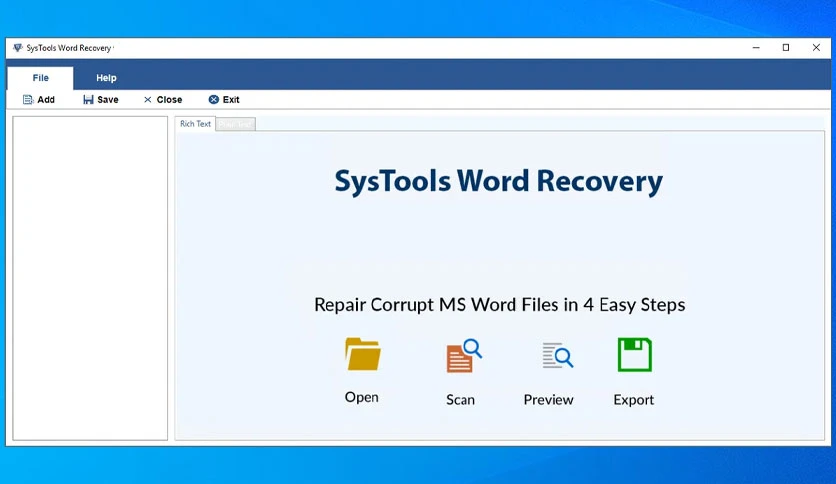 SysTools Word Recovery
File Help
Add Save Close Exit
Rich Text
SysTools Word Recovery
Repair Corrupt MS Word Files in 4 Easy Steps
Open Scan Preview Export